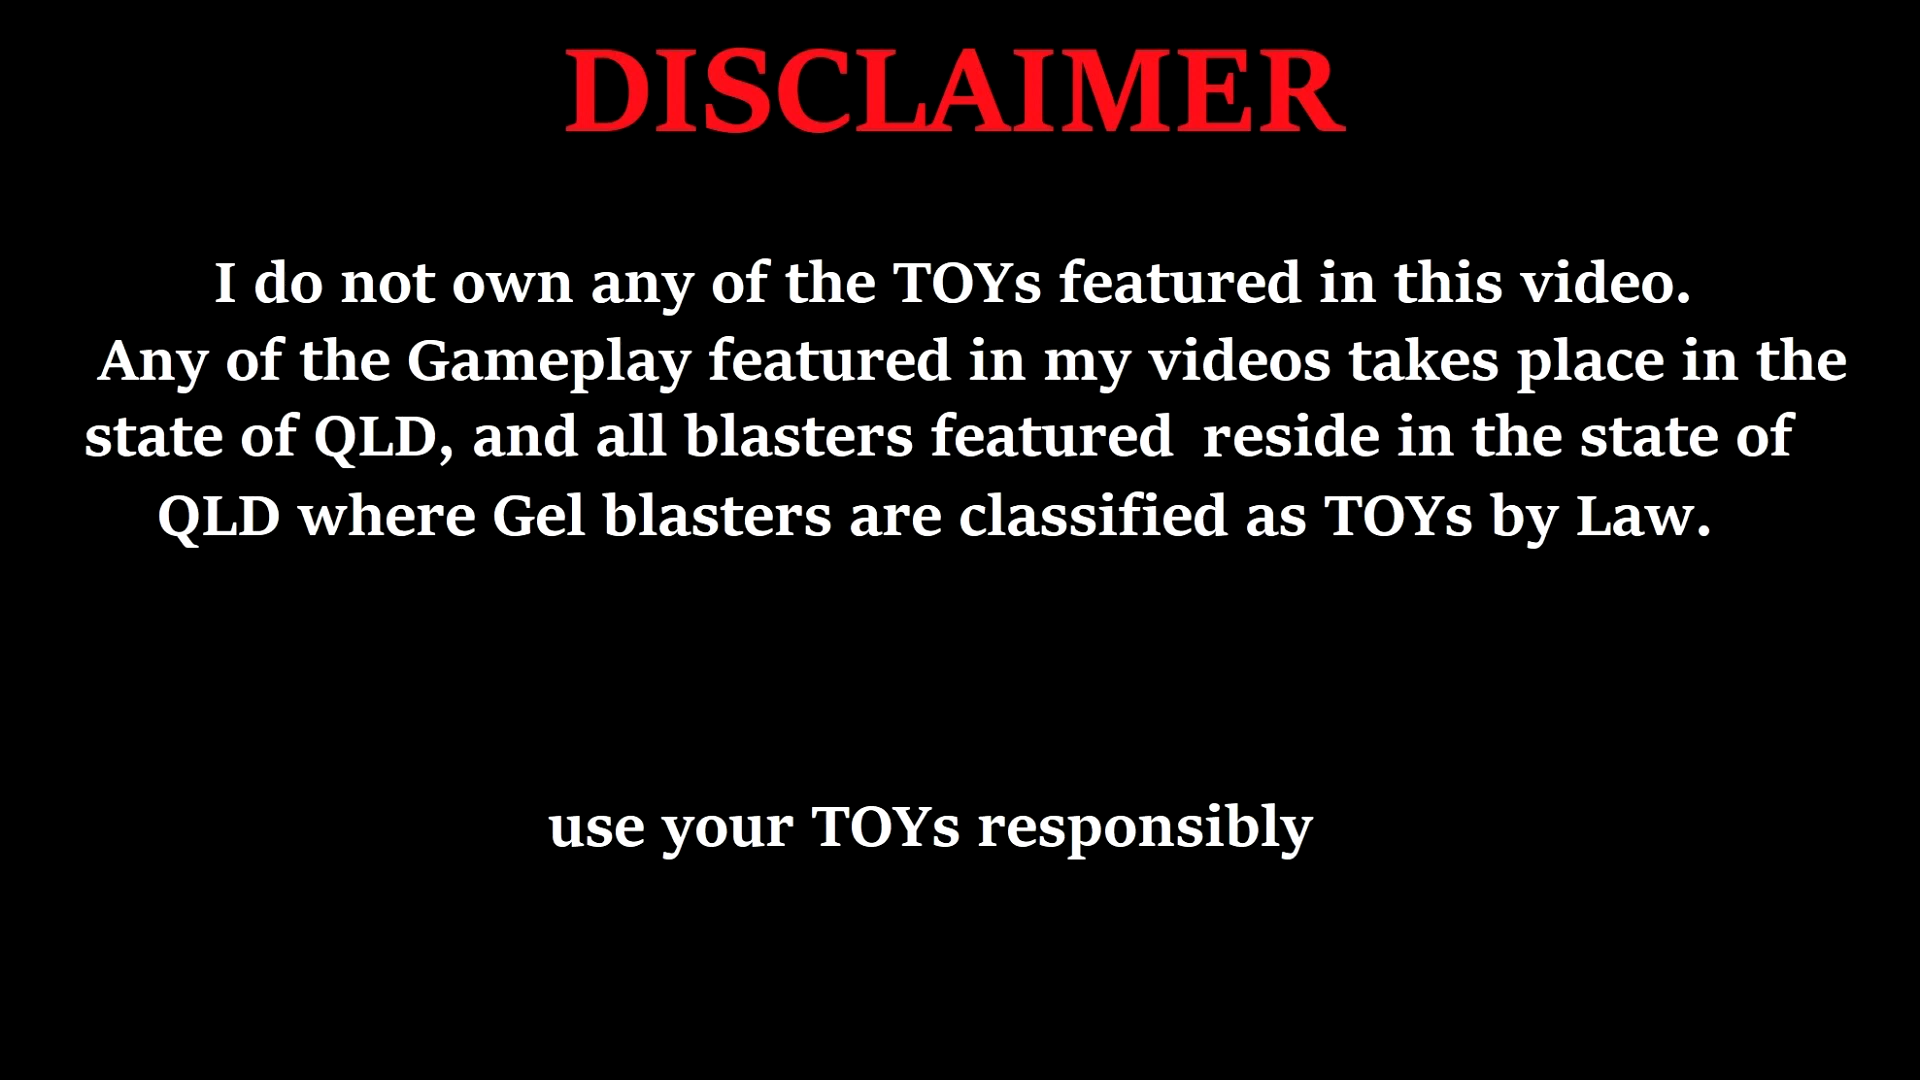 DISCLAIMER
I do not own any of the TOYs featured in this video.
Any of the Gameplay featured in my videos takes place in the
state of QLD, and all blasters featured  reside in the state of
QLD where Gel blasters are classified as TOYs by Law.
use your TOYs responsibly